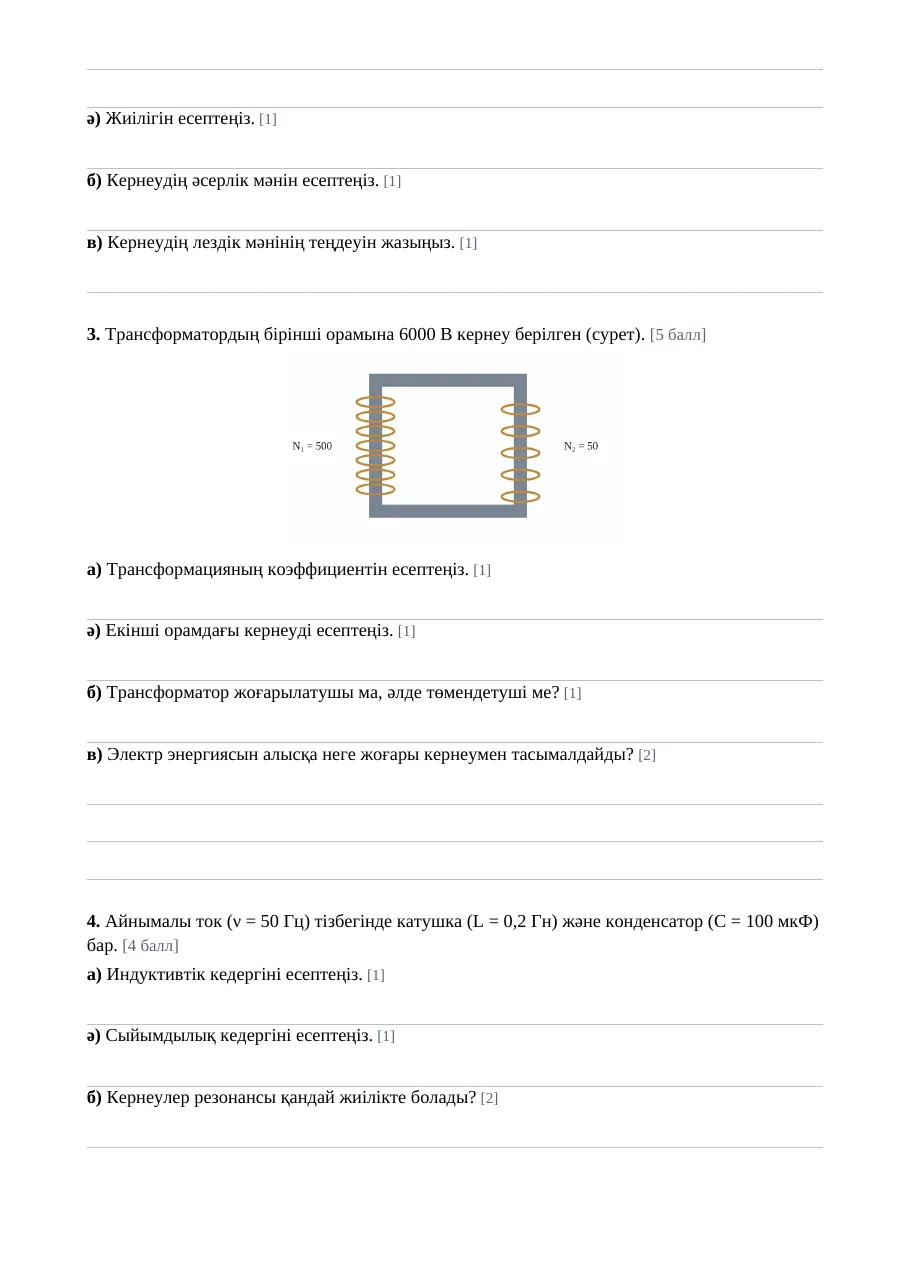 ә) Жиілігін есептеңіз. [1]
б) Кернеудің әсерлік мәнін есептеңіз. [1]
в) Кернеудің лездік мәнінің теңдеуін жазыңыз. [1]
3. Трансформатордың бірінші орамына 6000 В кернеу берілген (сурет). [5 балл]
N₁ = 500
N₂ = 50
а) Трансформацияның коэффициентін есептеңіз. [1]
ә) Екінші орамдағы кернеуді есептеңіз. [1]
б) Трансформатор жоғарылатушы ма, әлде төмендетуші ме? [1]
в) Электр энергиясын алысқа неге жоғары кернеумен тасымалдайды? [2]
4. Айнымалы ток (ν = 50 Гц) тізбегінде катушка (L = 0,2 Гн) және конденсатор (C = 100 мкФ)
бар. [4 балл]
а) Индуктивтік кедергіні есептеңіз. [1]
ә) Сыйымдылық кедергіні есептеңіз. [1]
б) Кернеулер резонансы қандай жиілікте болады? [2]